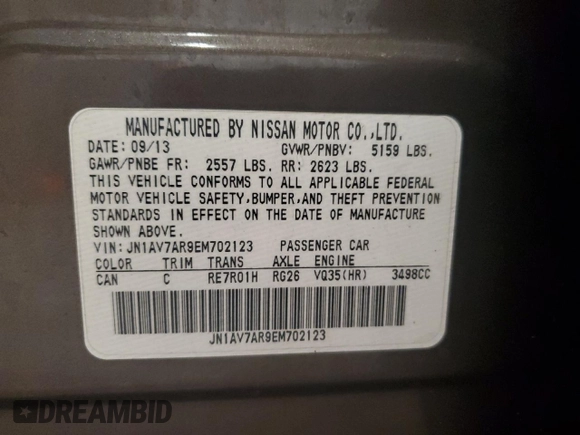 MANUFACTURED BY NISSAN MOTOR CO.,LTD.
DATE: 09/13 GVWR/PNBV: 5159 LBS.
GAWR/PNBE FR: 2557 LBS. RR: 2623 LBS.
THIS VEHICLE CONFORMS TO ALL APPLICABLE FEDERAL
MOTOR VEHICLE SAFETY,BUMPER,AND THEFT PREVENTION
STANDARDS IN EFFECT ON THE DATE OF MANUFACTURE
SHOWN ABOVE.
VIN: JN1AV7AR9EM702123 PASSENGER CAR
COLOR TRIM TRANS AXLE ENGINE
CAN C RE7R01H RG26 VQ35(HR) 3498CC
JN1AV7AR9EM702123
DREAMBID